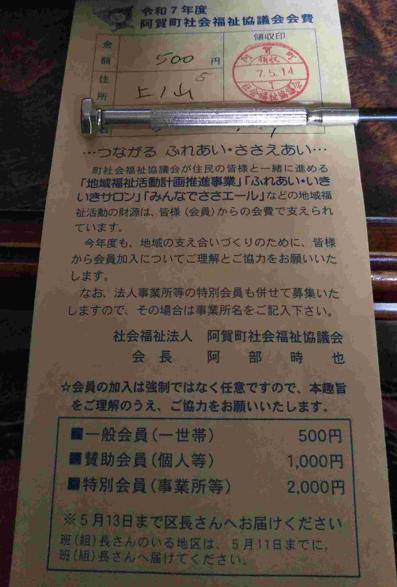 令和7年度
阿賀町社会福祉協議会会費
金額
500円
領収印
領収
7.5.14
住所
上ノ山
5
…つながる ふれあい・ささえあい…
町社会福祉協議会が住民の皆様と一緒に進める
「地域福祉活動計画推進事業」「ふれあい・いき
いきサロン」「みんなでささエール」などの地域福
祉活動の財源は、皆様（会員）からの会費で支えられ
ています。
今年度も、地域の支え合いづくりのために、皆様
から会員加入についてご理解とご協力をお願いいた
します。
なお、法人事業所等の特別会員も併せて募集いた
しますので、その場合は事業所名をご記入下さい。
社会福祉法人 阿賀町社会福祉協議会
会長 阿部時也
☆会員の加入は強制ではなく任意ですので、本趣旨
をご理解のうえ、ご協力をお願いいたします。
■一般会員（一世帯） 500円
■賛助会員（個人等） 1,000円
■特別会員（事業所等） 2,000円
※5月13日まで区長さんへお届けください
班（組）長さんのいる地区は、5月11日までに、
班（組）長へ届けてください。